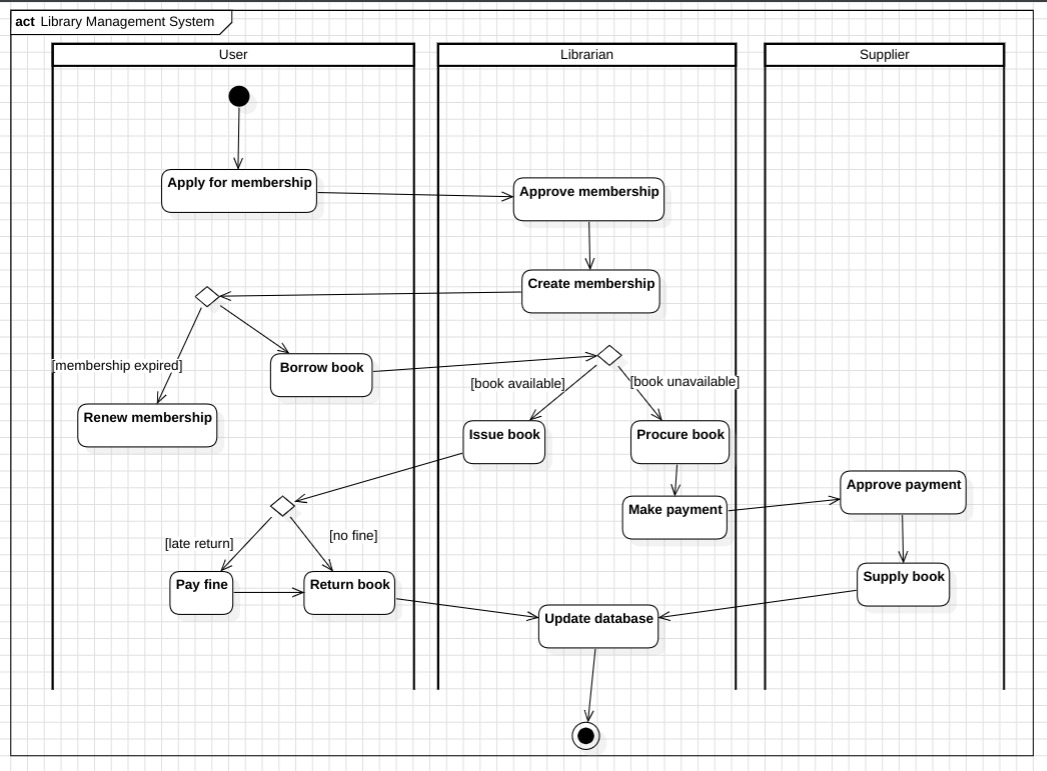 act Library Management System
User
Librarian
Supplier
Apply for membership
Approve membership
Create membership
[membership expired]
Borrow book
[book available]
[book unavailable]
Renew membership
Issue book
Procure book
Approve payment
Make payment
[late return]
[no fine]
Pay fine
Return book
Supply book
Update database